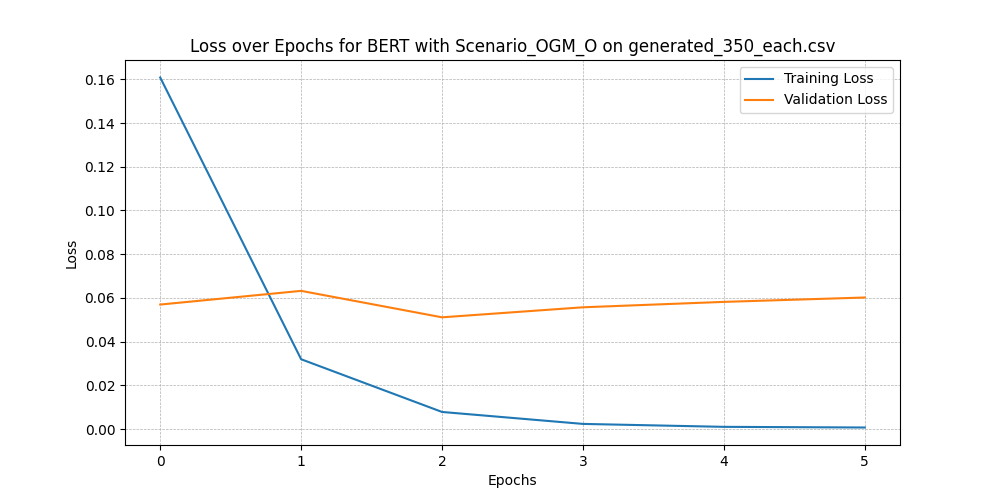 Loss over Epochs for BERT with Scenario_OGM_O on generated_350_each.csv
Training Loss
Validation Loss
0.16
0.14
0.12
0.10
0.08
0.06
0.04
0.02
0.00
Loss
0 1 2 3 4 5
Epochs